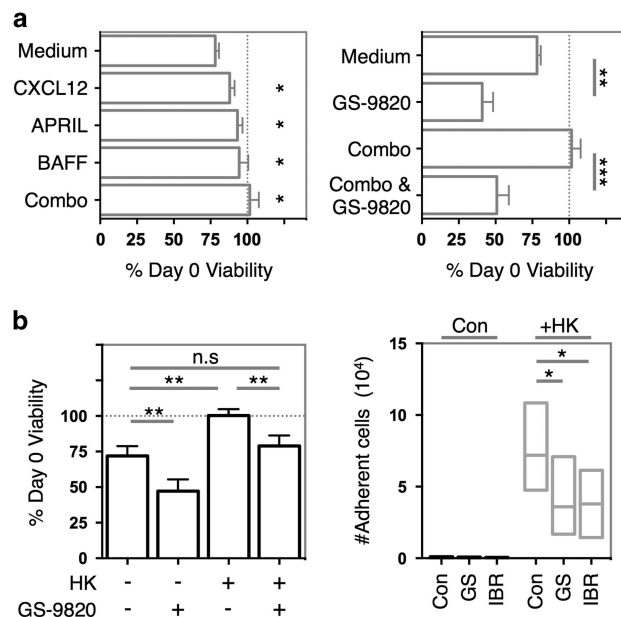 a
Medium
CXCL12
APRIL
BAFF
Combo
*
*
*
*
0 25 50 75 100 125
% Day 0 Viability
Medium
GS-9820
Combo
Combo &
GS-9820
**
***
0 25 50 75 100 125
% Day 0 Viability
b
% Day 0 Viability
100
75
50
25
0
n.s
** **
**
HK - - + +
GS-9820 - + - +
#Adherent cells (10⁴)
Con +HK
15
10
5
0
*
*
Con GS IBR Con GS IBR